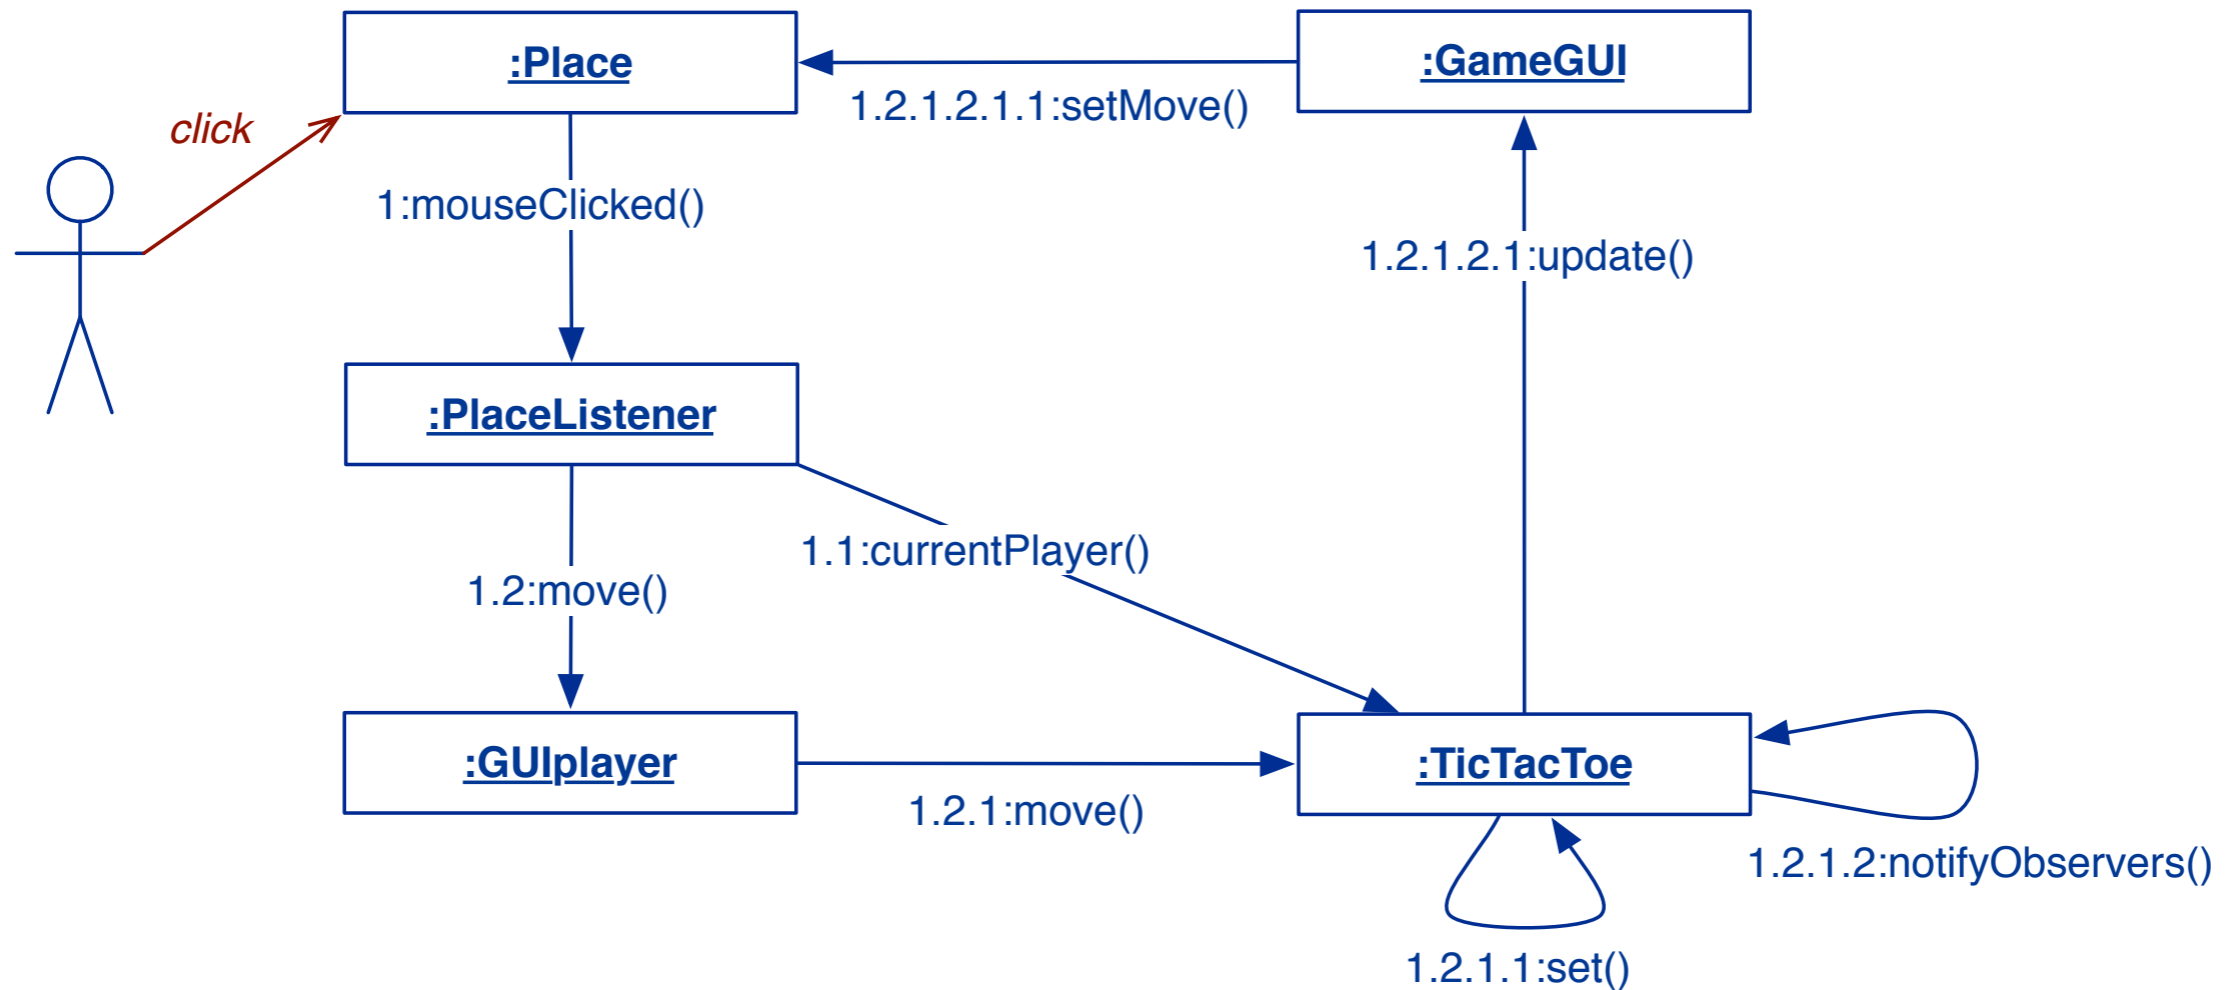 :Place
:GameGUI
1.2.1.2.1.1:setMove()
click
1:mouseClicked()
1.2.1.2.1:update()
:PlaceListener
1.1:currentPlayer()
1.2:move()
:GUIplayer
:TicTacToe
1.2.1:move()
1.2.1.2:notifyObservers()
1.2.1.1:set()